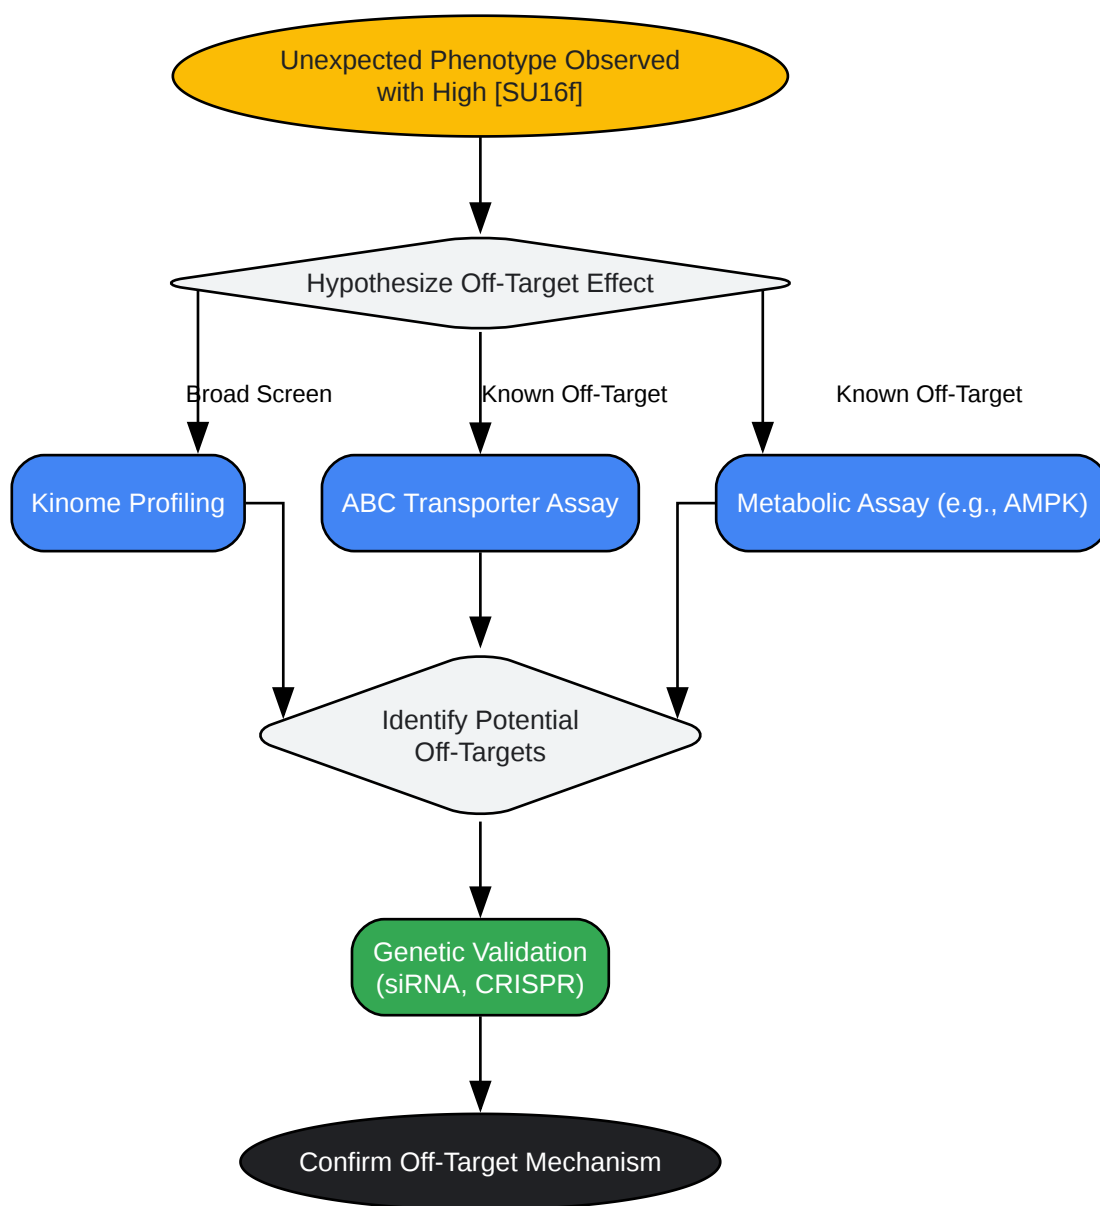 Unexpected Phenotype Observed
with High [SU16f]
Hypothesize Off-Target Effect
Broad Screen
Known Off-Target
Known Off-Target
Kinome Profiling
ABC Transporter Assay
Metabolic Assay (e.g., AMPK)
Identify Potential
Off-Targets
Genetic Validation
(siRNA, CRISPR)
Confirm Off-Target Mechanism